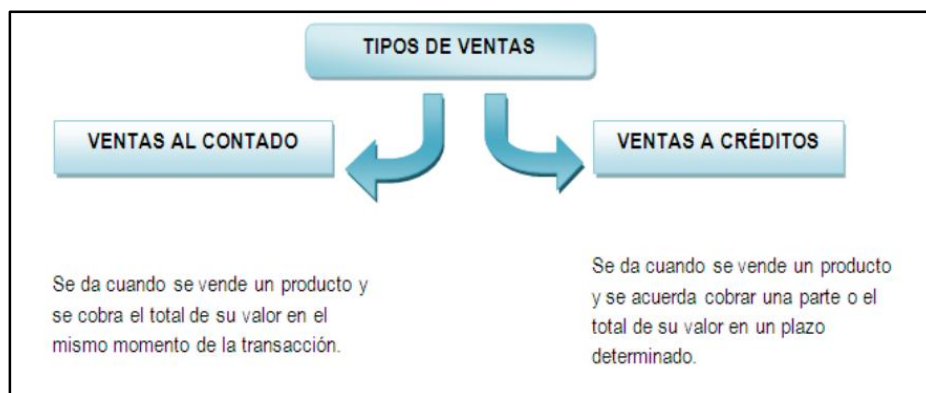 TIPOS DE VENTAS
VENTAS AL CONTADO
VENTAS A CRÉDITOS
Se da cuando se vende un producto y
se cobra el total de su valor en el
mismo momento de la transacción.
Se da cuando se vende un producto
y se acuerda cobrar una parte o el
total de su valor en un plazo
determinado.